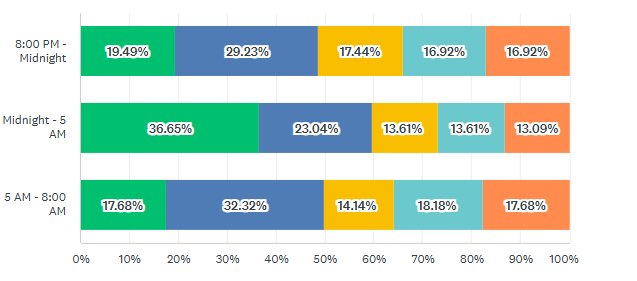 8:00 PM -
Midnight
19.49% 29.23% 17.44% 16.92% 16.92%
Midnight - 5
AM
36.65% 23.04% 13.61% 13.61% 13.09%
5 AM - 8:00
AM
17.68% 32.32% 14.14% 18.18% 17.68%
0% 10% 20% 30% 40% 50% 60% 70% 80% 90% 100%